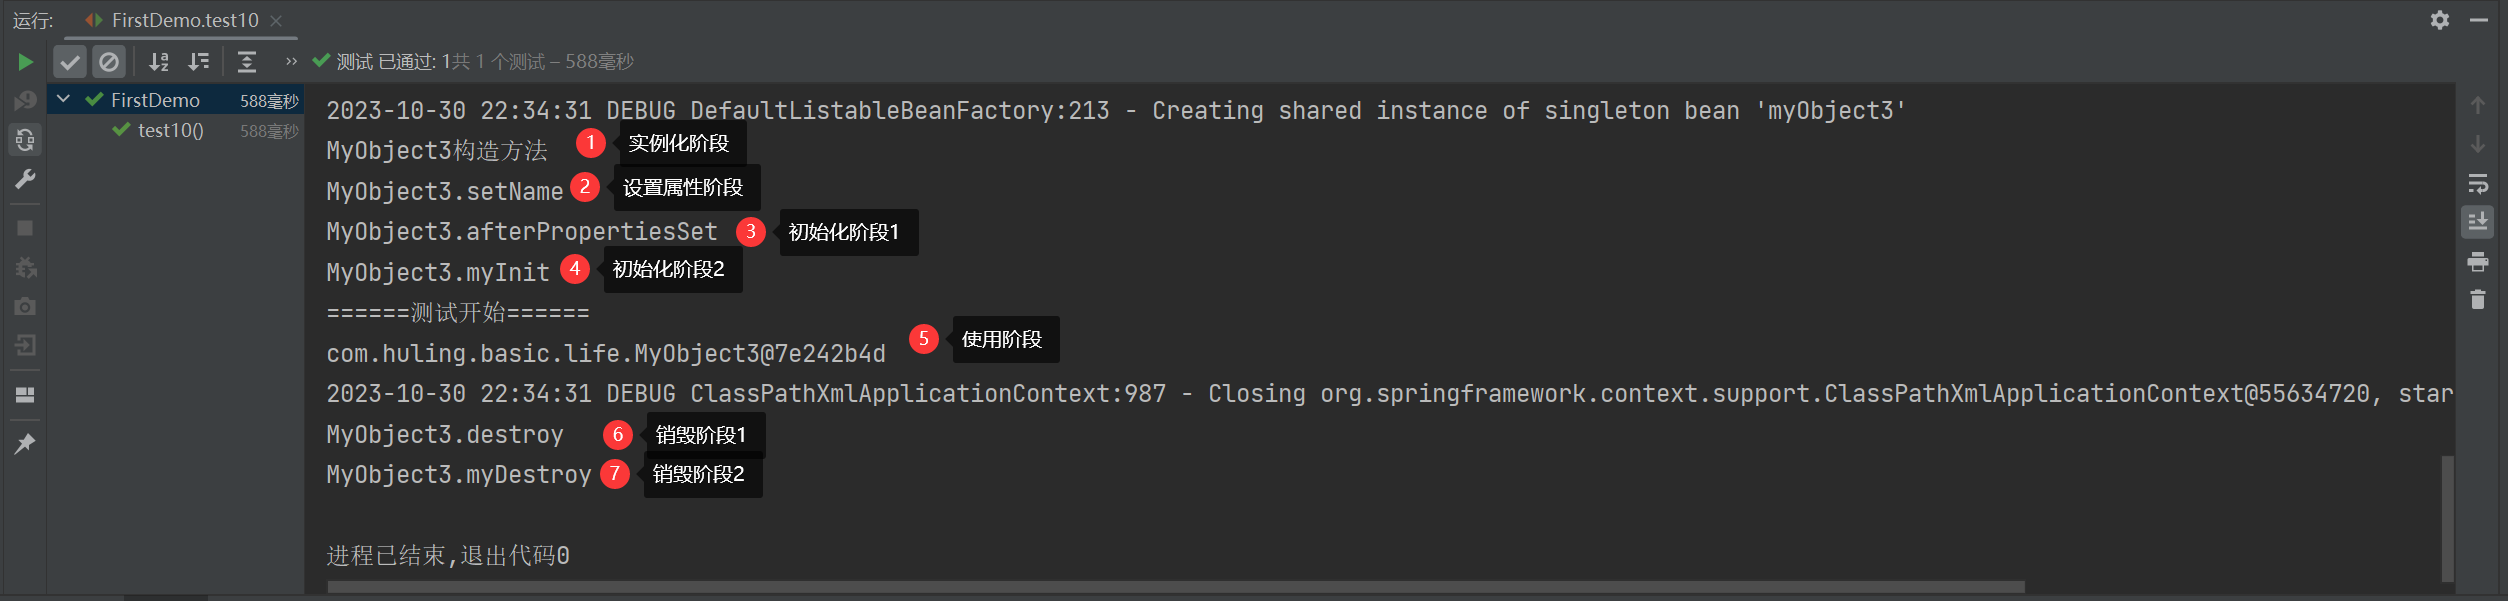 运行: FirstDemo.test10
测试 已通过: 1共 1 个测试 – 588毫秒
FirstDemo 588毫秒
test10() 588毫秒
2023-10-30 22:34:31 DEBUG DefaultListableBeanFactory:213 - Creating shared instance of singleton bean 'myObject3'
MyObject3构造方法 1 实例化阶段
MyObject3.setName 2 设置属性阶段
MyObject3.afterPropertiesSet 3 初始化阶段1
MyObject3.myInit 4 初始化阶段2
======测试开始======
com.huling.basic.life.MyObject3@7e242b4d 5 使用阶段
2023-10-30 22:34:31 DEBUG ClassPathXmlApplicationContext:987 - Closing org.springframework.context.support.ClassPathXmlApplicationContext@55634720, star
MyObject3.destroy 6 销毁阶段1
MyObject3.myDestroy 7 销毁阶段2
进程已结束,退出代码0